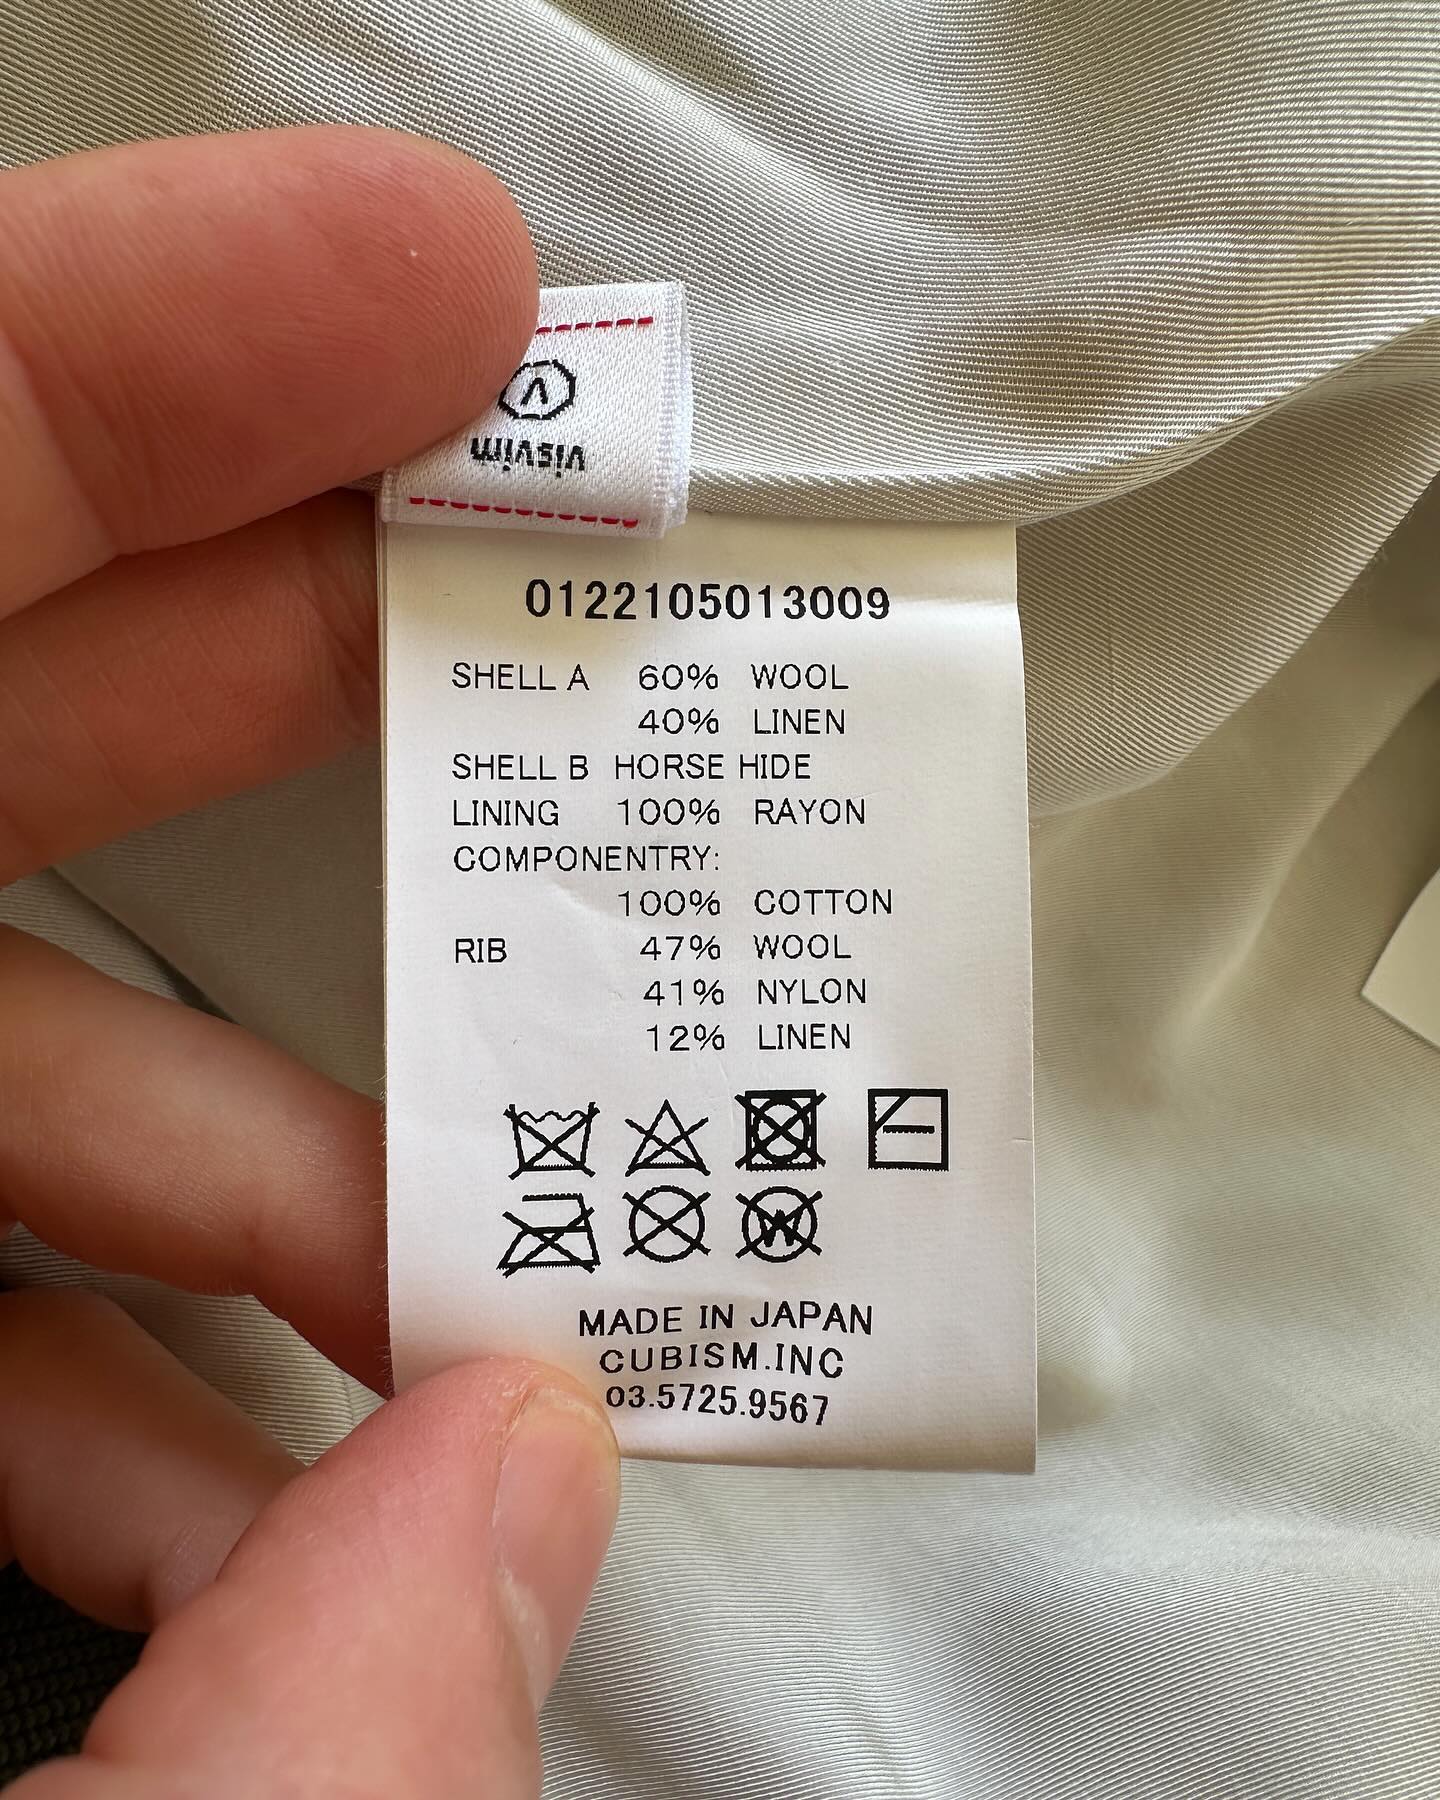 V
visvim
0122105013009
SHELL A 60% WOOL
40% LINEN
SHELL B HORSE HIDE
LINING 100% RAYON
COMPONENTRY:
100% COTTON
RIB 47% WOOL
41% NYLON
12% LINEN
W
MADE IN JAPAN
CUBISM.INC
03.5725.9567